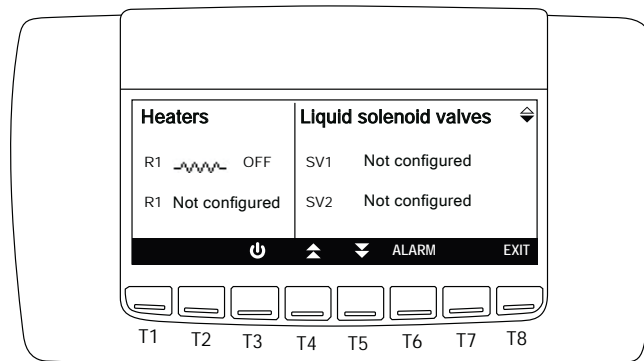 Heaters
Liquid solenoid valves
R1 OFF
SV1 Not configured
R1 Not configured
SV2 Not configured
ALARM EXIT
T1 T2 T3 T4 T5 T6 T7 T8